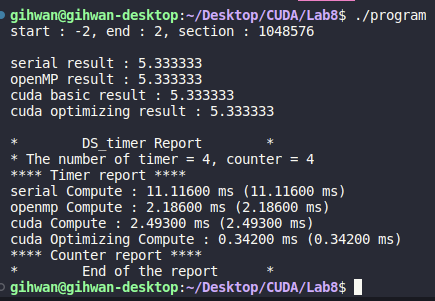 gihwan@gihwan-desktop:~/Desktop/CUDA/Lab8$ ./program
start : -2, end : 2, section : 1048576
serial result : 5.333333
openMP result : 5.333333
cuda basic result : 5.333333
cuda optimizing result : 5.333333
* DS_timer Report *
* The number of timer = 4, counter = 4
**** Timer report ****
serial Compute : 11.11600 ms (11.11600 ms)
openmp Compute : 2.18600 ms (2.18600 ms)
cuda Compute : 2.49300 ms (2.49300 ms)
cuda Optimizing Compute : 0.34200 ms (0.34200 ms)
**** Counter report ****
* End of the report *
gihwan@gihwan-desktop:~/Desktop/CUDA/Lab8$